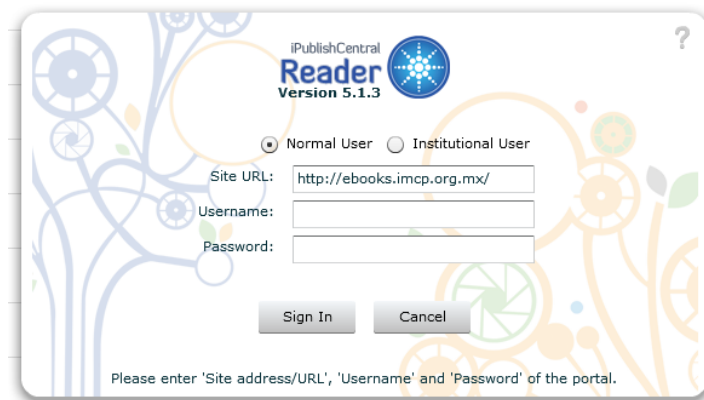 iPublishCentral
?
Reader
Version 5.1.3
Normal User Institutional User
Site URL: http://ebooks.imcp.org.mx/
Username:
Password:
Sign In Cancel
Please enter 'Site address/URL', 'Username' and 'Password' of the portal.